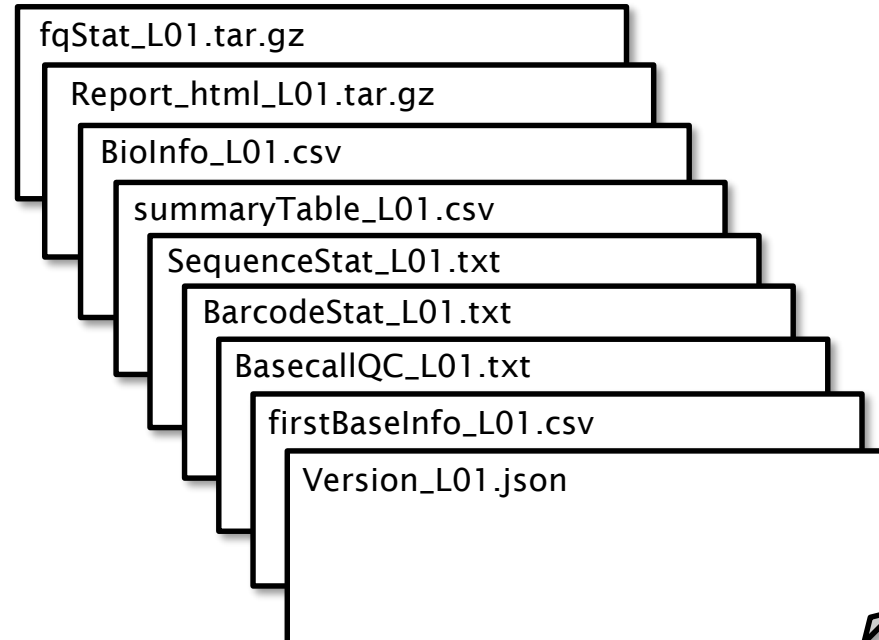 fqStat_L01.tar.gz
Report_html_L01.tar.gz
BioInfo_L01.csv
summaryTable_L01.csv
SequenceStat_L01.txt
BarcodeStat_L01.txt
BasecallQC_L01.txt
firstBaseInfo_L01.csv
Version_L01.json